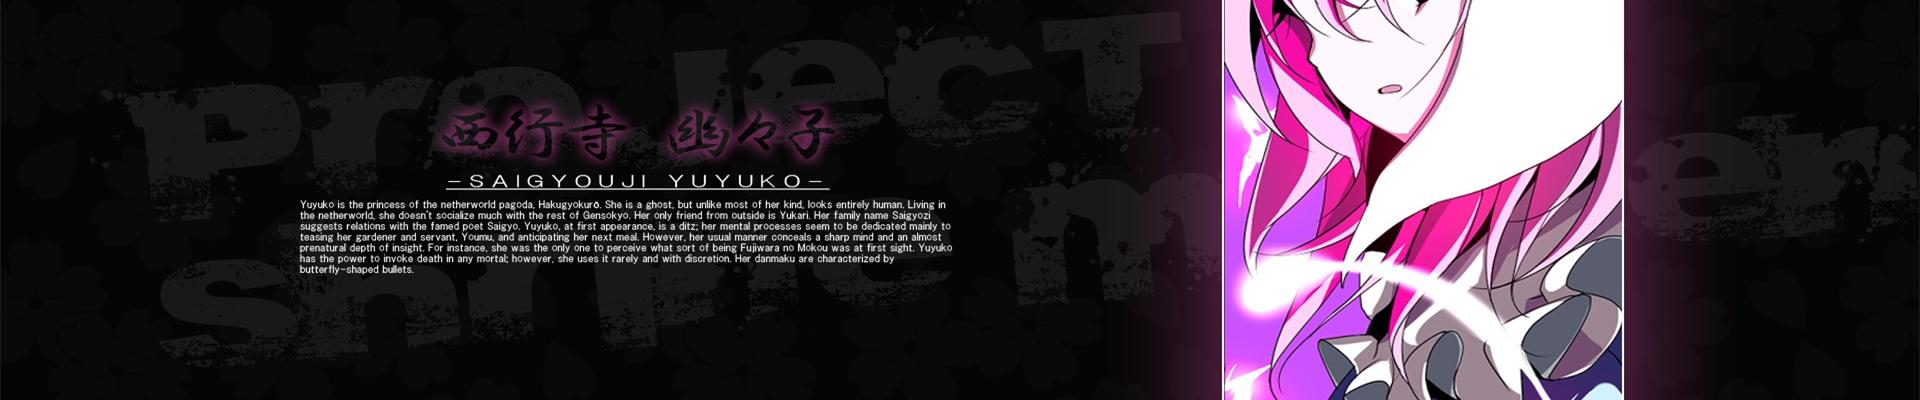 Project
Shrine m
en
西行寺 幽々子
-SAIGYOUJI YUYUKO-
Yuyuko is the princess of the netherworld pagoda, Hakugyokurō. She is a ghost, but unlike most of her kind, looks entirely human. Living in
the netherworld, she doesn't socialize much with the rest of Gensokyo. Her only friend from outside is Yukari. Her family name Saigyozi
suggests relations with the famed poet Saigyo. Yuyuko, at first appearance, is a ditz; her mental processes seem to be dedicated mainly to
teasing her gardener and servant, Youmu, and anticipating her next meal. However, her usual manner conceals a sharp mind and an almost
prenatural depth of insight. For instance, she was the only one to perceive what sort of being Fujiwara no Mokou was at first sight. Yuyuko
has the power to invoke death in any mortal; however, she uses it rarely and with discretion. Her danmaku are characterized by
butterfly-shaped bullets.